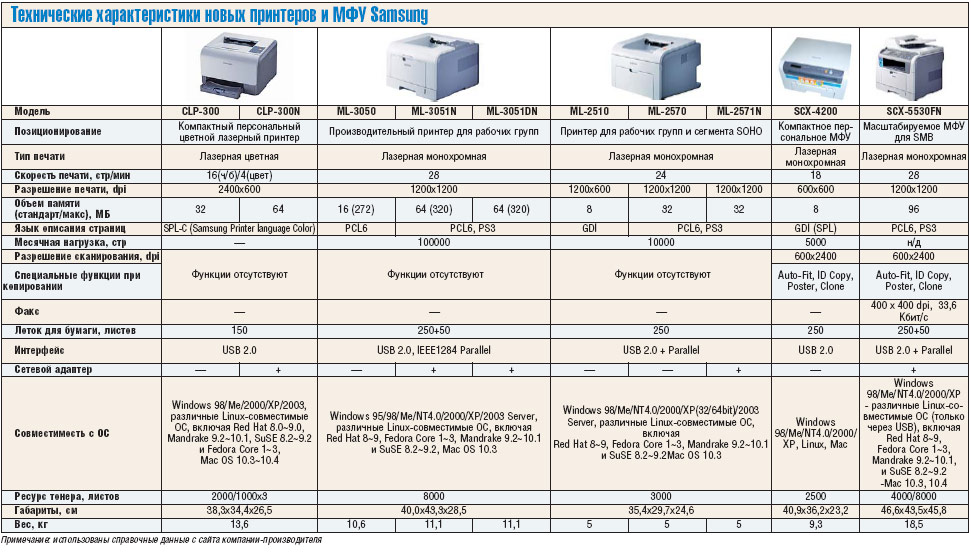 Технические характеристики новых принтеров и МФУ Samsung
Модель CLP-300 CLP-300N ML-3050 ML-3051N ML-3051DN ML-2510 ML-2570 ML-2571N SCX-4200 SCX-5530FN
Позиционирование Компактный персональный цветной лазерный принтер Производительный принтер для рабочих групп Принтер для рабочих групп и сегмента SOHO Компактное пер-сональное МФУ Масштабируемое МФУ для SMB
Тип печати Лазерная цветная Лазерная монохромная Лазерная монохромная Лазерная монохромная Лазерная монохромная
Скорость печати, стр/мин 16(ч/б)/4(цвет) 28 24 18 28
Разрешение печати, dpi 2400x600 1200x1200 1200x600 1200x1200 1200x1200 600x600 1200x1200
Объем памяти (стандарт/макс), МБ 32 64 16 (272) 64 (320) 64 (320) 8 32 32 8 96
Язык описания страниц SPL-C (Samsung Printer language Color) PCL6 PCL6, PS3 GDI PCL6, PS3 GDI (SPL) PCL6, PS3
Месячная нагрузка, стр — 100000 10000 5000 н/д
Разрешение сканирования, dpi 600x2400 600x2400
Специальные функции при копировании Функции отсутствуют Функции отсутствуют Функции отсутствуют Auto-Fit, ID Copy, Poster, Clone Auto-Fit, ID Copy, Poster, Clone
Факс — — — — 400 x 400 dpi, 33,6 Кбит/с
Лоток для бумаги, листов 150 250+50 250 250 250+50
Интерфейс USB 2.0 USB 2.0, IEEE1284 Parallel USB 2.0 + Parallel USB 2.0 USB 2.0 + Parallel
Сетевой адаптер — + — + + — — + — +
Совместимость с ОС
Windows 98/Me/2000/XP/2003,
различные Linux-совместимые
ОС, включая Red Hat 8.0~9.0,
Mandrake 9.2~10.1, SuSE 8.2~9.2
и Fedora Core 1~3,
Mac OS 10.3~10.4
Windows 95/98/Me/NT4.0/2000/XP/2003 Server,
различные Linux-совместимые ОС, включая
Red Hat 8~9, Fedora Core 1~3, Mandrake 9.2~10.1
и SuSE 8.2~9.2, Mac OS 10.3
Windows 98/Me/NT4.0/2000/XP(32/64bit)/2003
Server, различные Linux-совместимые ОС,
включая
Red Hat 8~9, Fedora Core 1~3, Mandrake 9.2~10.1
и SuSE 8.2~9.2Mac OS 10.3
Windows
98/Me/NT4.0/2000/
XP, Linux, Mac
Windows
98/Me/NT4.0/2000/XP
- различные Linux-со-
вместимые ОС (только
через USB), включая
Red Hat 8~9,
Fedora Core 1~3,
Mandrake 9.2~10.1,
и SuSE 8.2~9.2
-Mac 10.3, 10.4
Ресурс тонера, листов 2000/1000x3 8000 3000 2500 4000/8000
Габариты, см 38,3x34,4x26,5 40,0x43,3x28,5 35,4x29,7x24,6 40,9x36,2x23,2 46,6x43,5x45,8
Вес, кг 13,6 10,6 11,1 11,1 5 5 5 9,3 18,5
Примечание: использованы справочные данные с сайта компании-производителя